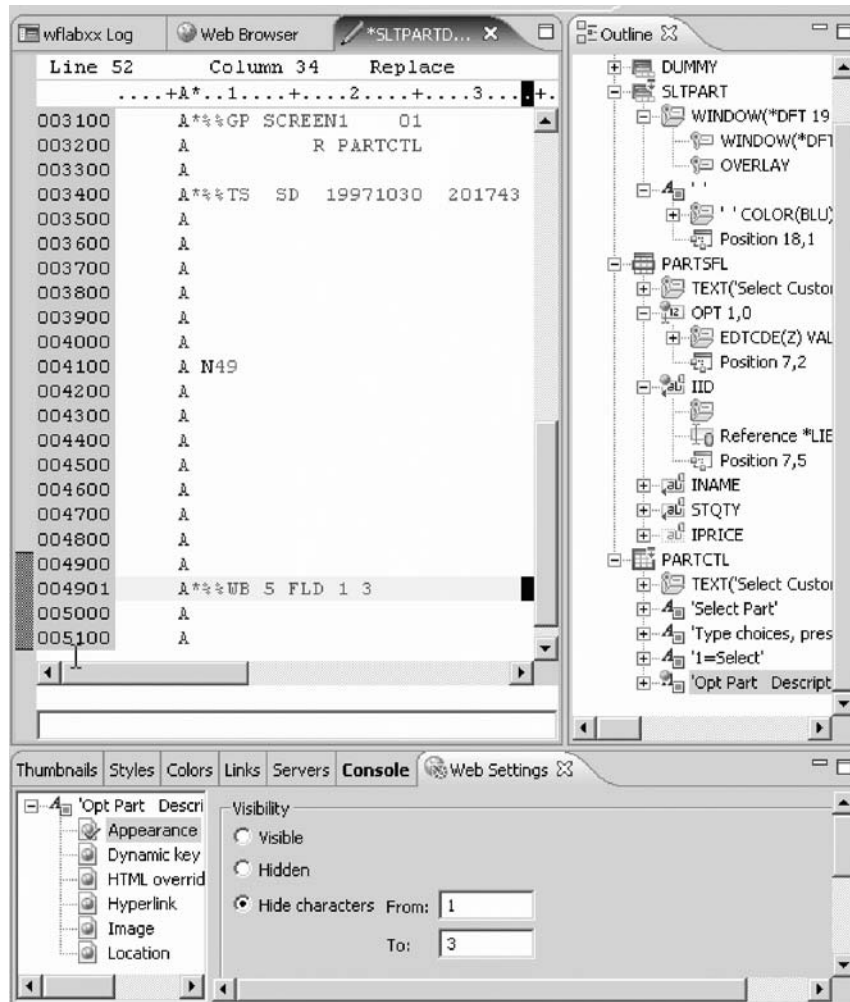 wflabxx Log
Web Browser
*SLTPARTD...
Line 52 Column 34 Replace
....+A*..1....+....2....+....3....+.
003100 A*%%GP SCREEN1 01
003200 A R PARTCTL
003300 A
003400 A*%%TS SD 19971030 201743
003500 A
003600 A
003700 A
003800 A
003900 A
004000 A
004100 A N49
004200 A
004300 A
004400 A
004500 A
004600 A
004700 A
004800 A
004900 A
004901 A*%%WB 5 FLD 1 3
005000 A
005100 A
Outline
DUMMY
SLTPART
WINDOW(*DFT 19
WINDOW(*DFT
OVERLAY
' '
' ' COLOR(BLU)
Position 18,1
PARTSFL
TEXT('Select Custo
OPT 1,0
EDTCDE(Z) VAL
Position 7,2
IID
Reference *LIB
Position 7,5
INAME
STQTY
IPRICE
PARTCTL
TEXT('Select Custo
'Select Part'
'Type choices, pres
'1=Select'
'Opt Part Descript
Thumbnails Styles Colors Links Servers Console Web Settings
'Opt Part Descri
Appearance
Dynamic key
HTML overrid
Hyperlink
Image
Location
Visibility
Visible
Hidden
Hide characters From: 1
To: 3